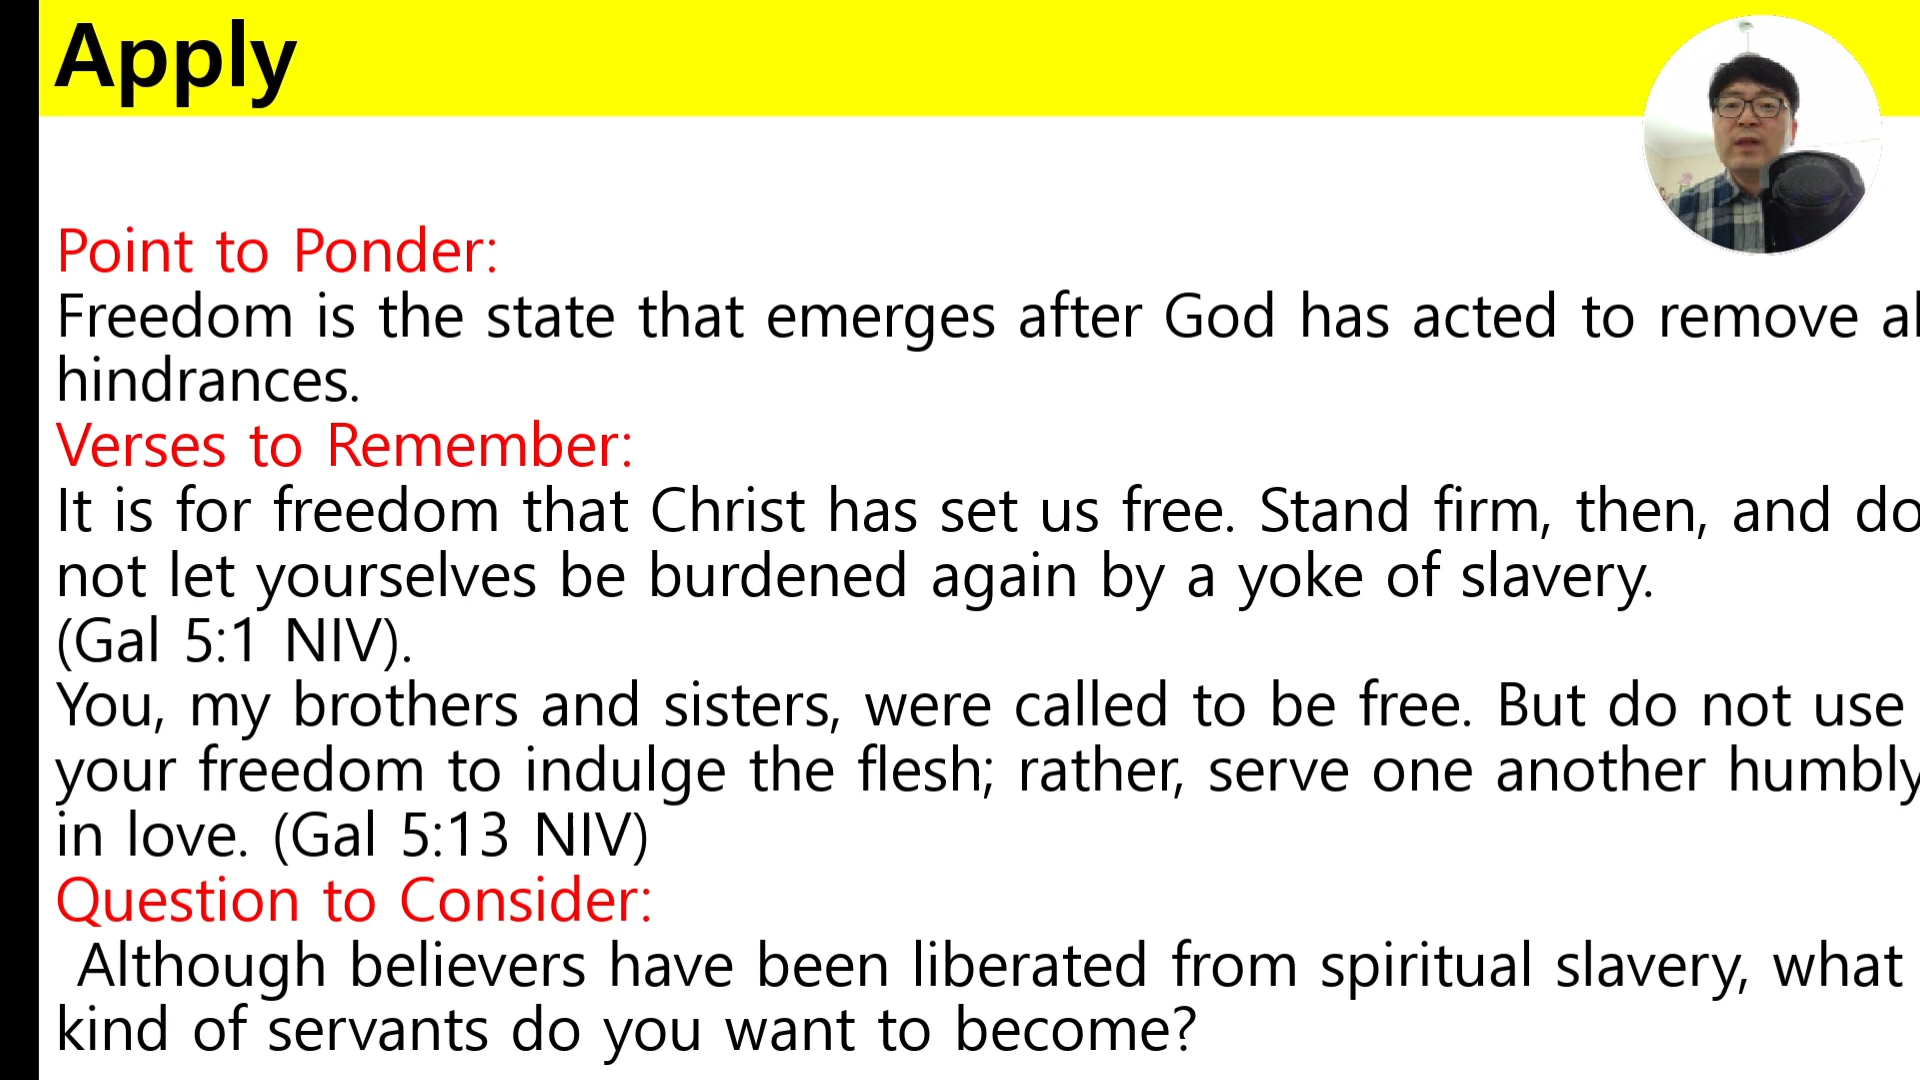 Apply
Point to Ponder:
Freedom is the state that emerges after God has acted to remove al
hindrances.
Verses to Remember:
It is for freedom that Christ has set us free. Stand firm, then, and do
not let yourselves be burdened again by a yoke of slavery.
(Gal 5:1 NIV).
You, my brothers and sisters, were called to be free. But do not use
your freedom to indulge the flesh; rather, serve one another humbly
in love. (Gal 5:13 NIV)
Question to Consider:
Although believers have been liberated from spiritual slavery, what
kind of servants do you want to become?